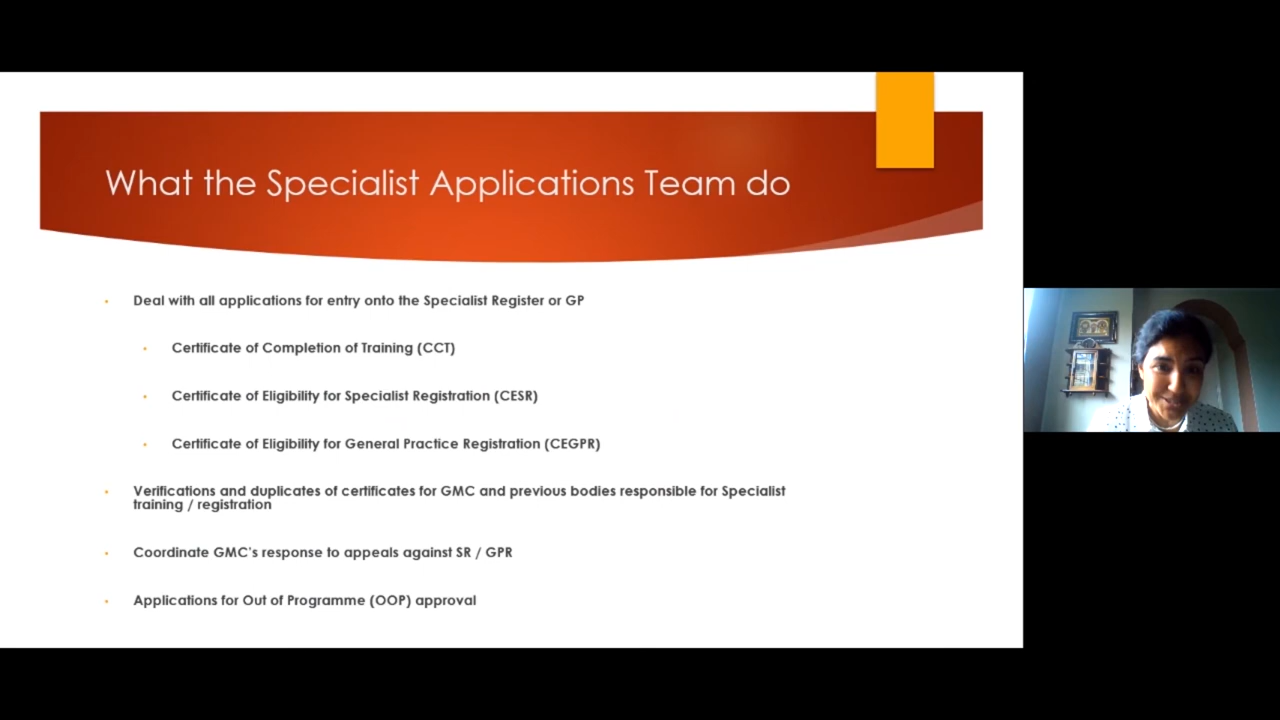 What the Specialist Applications Team do
Deal with all applications for entry onto the Specialist Register or GP
Certificate of Completion of Training (CCT)
Certificate of Eligibility for Specialist Registration (CESR)
Certificate of Eligibility for General Practice Registration (CEGPR)
Verifications and duplicates of certificates for GMC and previous bodies responsible for Specialist
training / registration
Coordinate GMC's response to appeals against SR / GPR
Applications for Out of Programme (OOP) approval